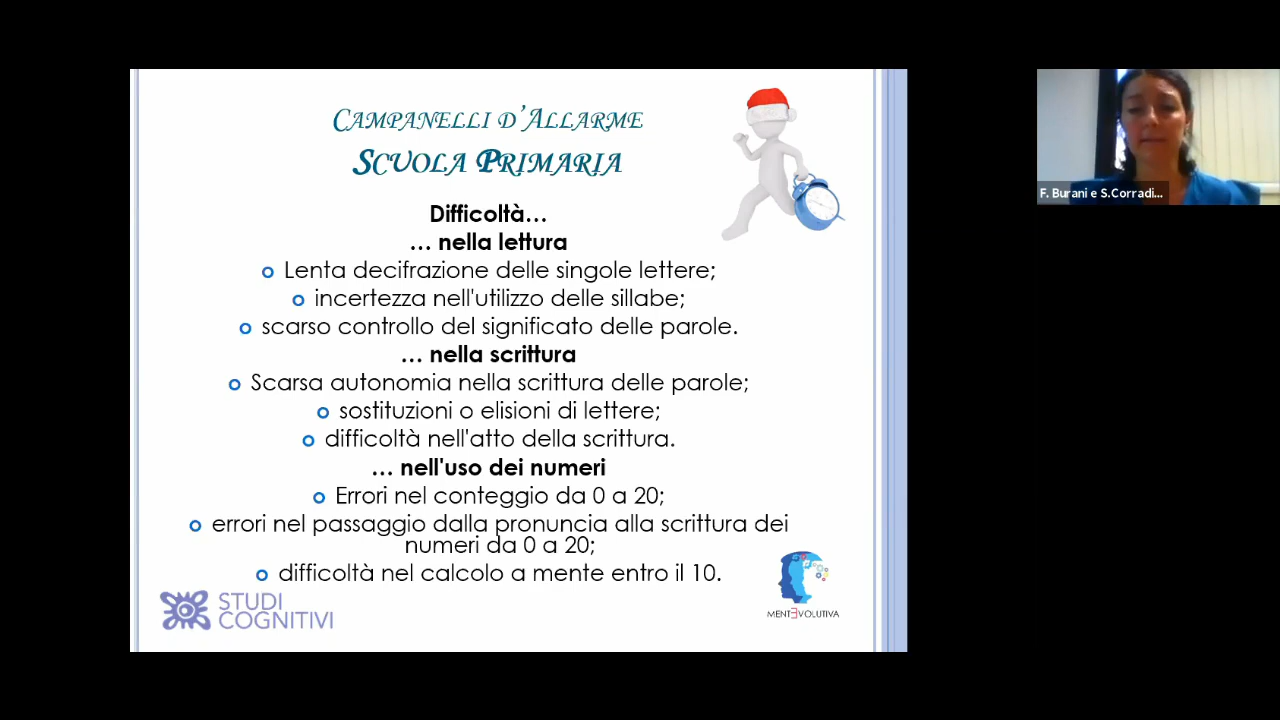 CAMPANELLI D'ALLARME
SCUOLA PRIMARIA
Difficoltà…
… nella lettura
Lenta decifrazione delle singole lettere;
incertezza nell'utilizzo delle sillabe;
scarso controllo del significato delle parole.
… nella scrittura
Scarsa autonomia nella scrittura delle parole;
sostituzioni o elisioni di lettere;
difficoltà nell'atto della scrittura.
… nell'uso dei numeri
Errori nel conteggio da 0 a 20;
errori nel passaggio dalla pronuncia alla scrittura dei
numeri da 0 a 20;
difficoltà nel calcolo a mente entro il 10.
STUDI
COGNITIVI
MENTEVOLUTIVA
F. Burani e S.Corradi...